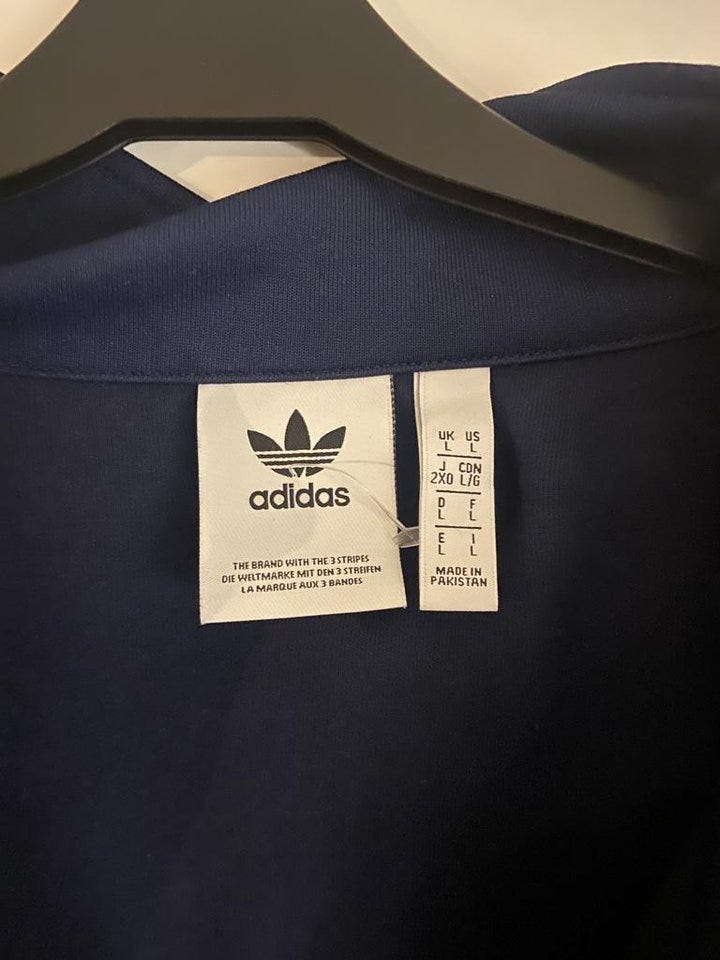 adidas
THE BRAND WITH THE 3 STRIPES
DIE WELTMARKE MIT DEN 3 STREIFEN
LA MARQUE AUX 3 BANDES
UK US
L L
J CDN
2XO L/G
D F
L L
E I
L L
MADE IN
PAKISTAN